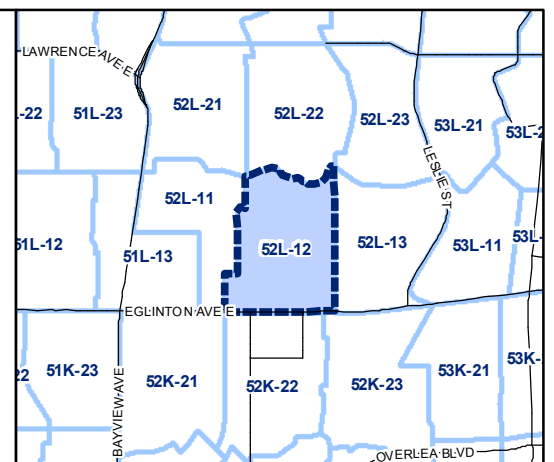 LAWRENCE AVE E
-22
51L-23
52L-21
52L-22
52L-23
53L-21
53L-2
LESLIE ST
52L-11
51L-12
51L-13
52L-12
52L-13
53L-11
53L-
EGLINTON AVE E
22
51K-23
52K-21
52K-22
52K-23
53K-21
53K-
BAYVIEW AVE
OVERLEA BLVD